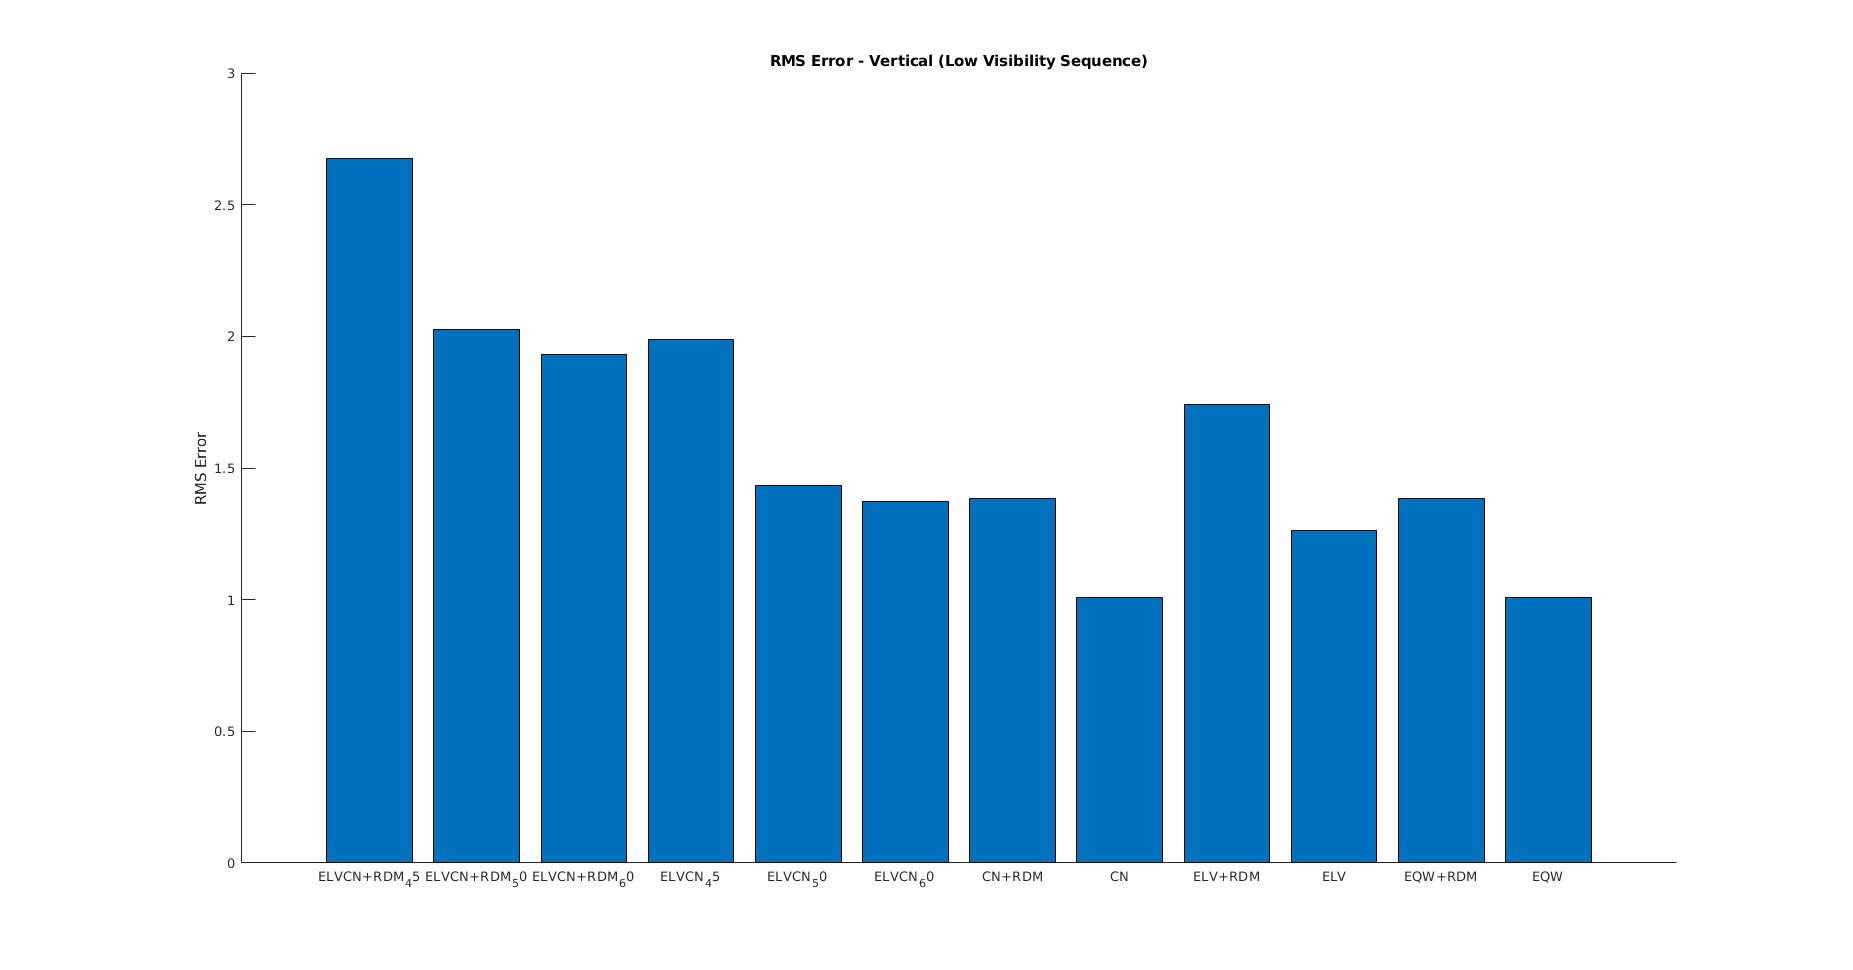 RMS Error - Vertical (Low Visibility Sequence)
3
2.5
2
1.5
1
0.5
0
RMS Error
ELVCN+RDM₄5 ELVCN+RDM₅0 ELVCN+RDM₆0 ELVCN₄5 ELVCN₅0 ELVCN₆0 CN+RDM CN ELV+RDM ELV EQW+RDM EQW